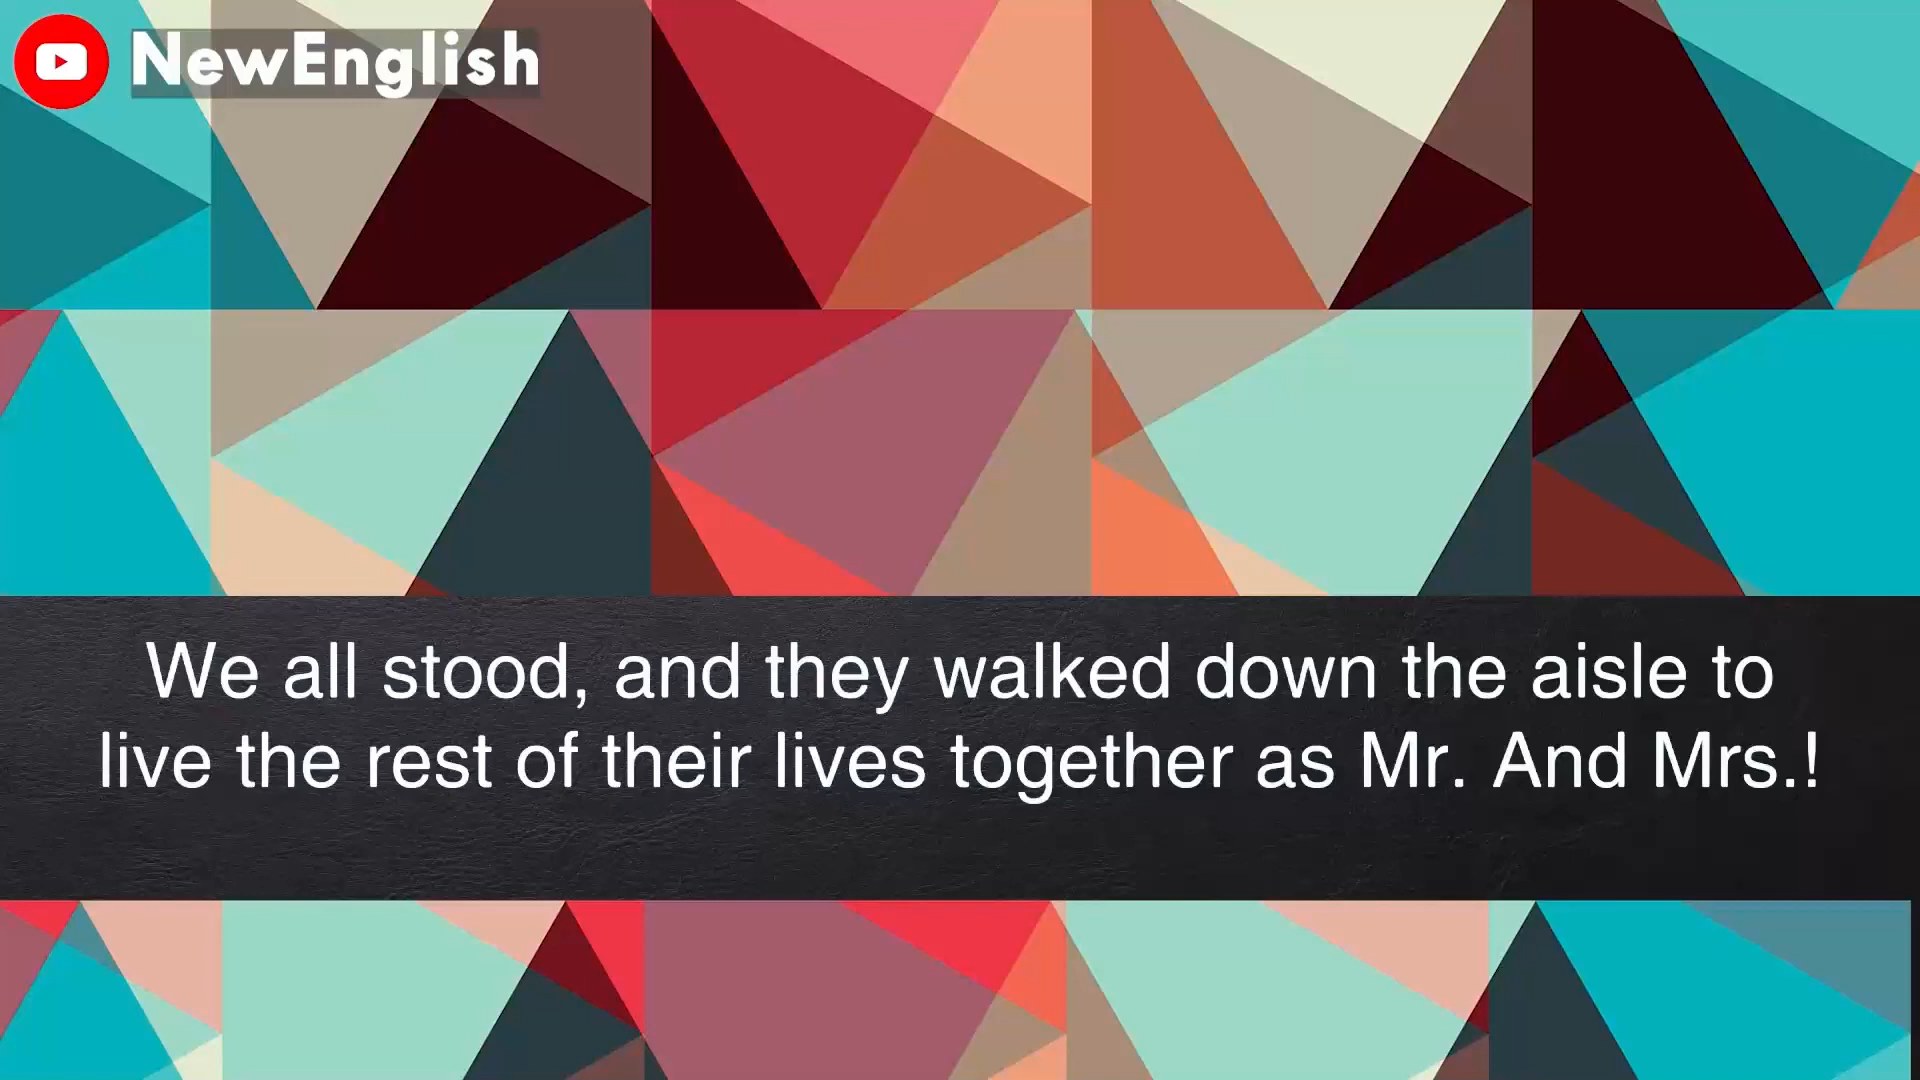 NewEnglish
We all stood, and they walked down the aisle to
live the rest of their lives together as Mr. And Mrs.!